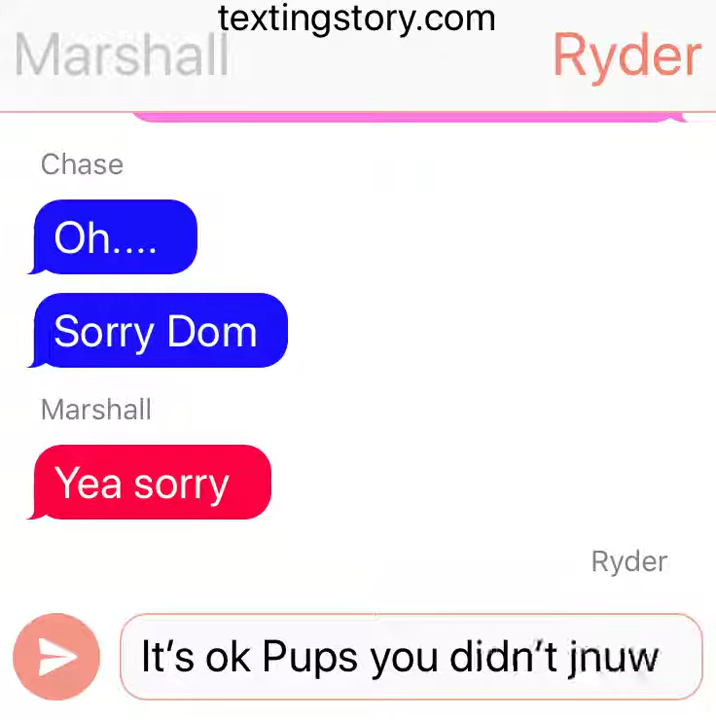 textingstory.com
Marshall Ryder
Chase
Oh....
Sorry Dom
Marshall
Yea sorry
Ryder
It’s ok Pups you didn’t jnuw